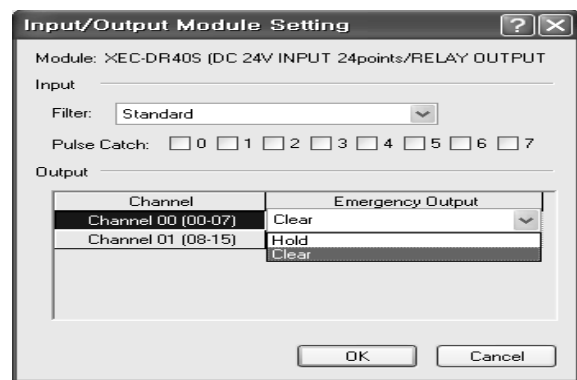 Input/Output Module Setting
Module: XEC-DR40S (DC 24V INPUT 24points/RELAY OUTPUT
Input
Filter: Standard
Pulse Catch: 0 1 2 3 4 5 6 7
Output
Channel Emergency Output
Channel 00 (00-07) Clear
Channel 01 (08-15) Hold
Clear
OK Cancel